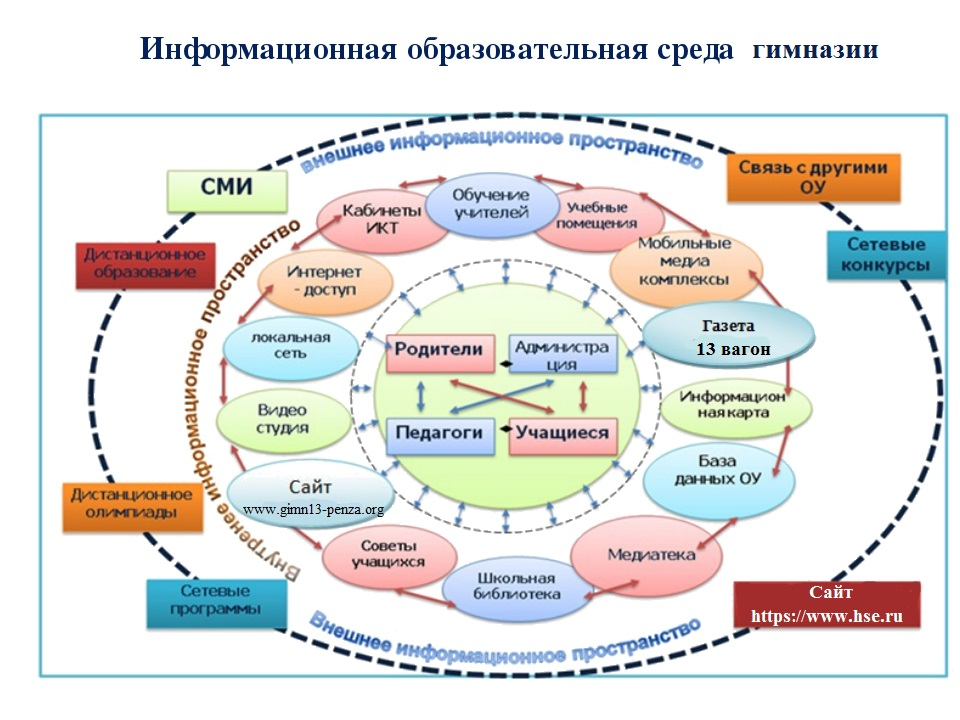 Информационная образовательная среда гимназии
внешнее информационное пространство
СМИ
Связь с другими
ОУ
Дистанционное
образование
Сетевые
конкурсы
Дистанционное
олимпиады
Сетевые
программы
Сайт
https://www.hse.ru
Внутренее информационное пространство
Кабинеты
ИКТ
Обучение
учителей
Учебные
помещения
Мобильные
медиа
комплексы
Газета
13 вагон
Информацион
ная карта
База
данных ОУ
Медиатека
Школьная
библиотека
Советы
учащихся
Сайт
www.gimn13-penza.org
Видео
студия
локальная
сеть
Интернет
- доступ
Родители
Администра
ция
Педагоги
Учащиеся
Внешнее информационное пространство